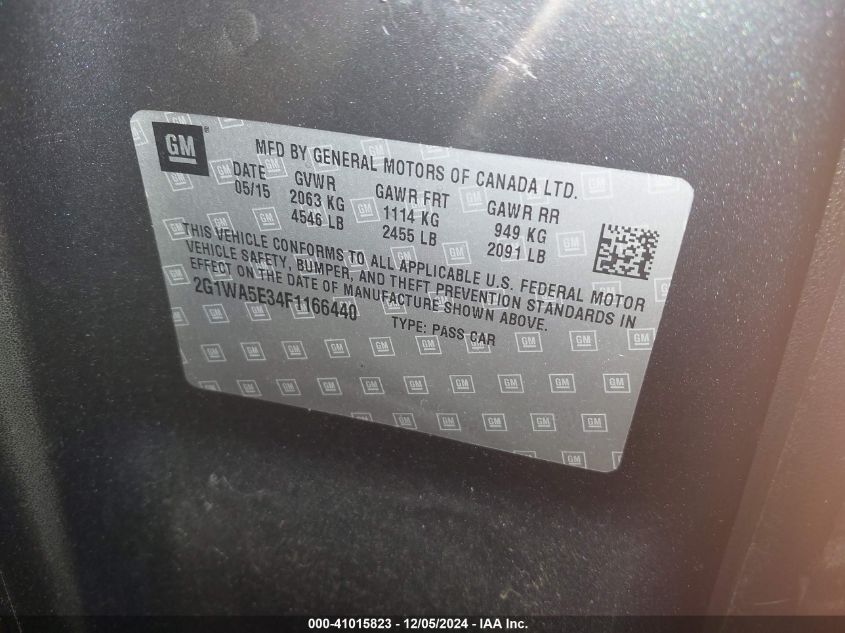 GM
MFD BY GENERAL MOTORS OF CANADA LTD.
DATE GVWR GAWR FRT GAWR RR
05/15 2063 KG 1114 KG 949 KG
4546 LB 2455 LB 2091 LB
THIS VEHICLE CONFORMS TO ALL APPLICABLE U.S. FEDERAL MOTOR
VEHICLE SAFETY, BUMPER, AND THEFT PREVENTION STANDARDS IN
EFFECT ON THE DATE OF MANUFACTURE SHOWN ABOVE.
2G1WA5E34F1166440 TYPE: PASS CAR
000-41015823 - 12/05/2024 - IAA Inc.